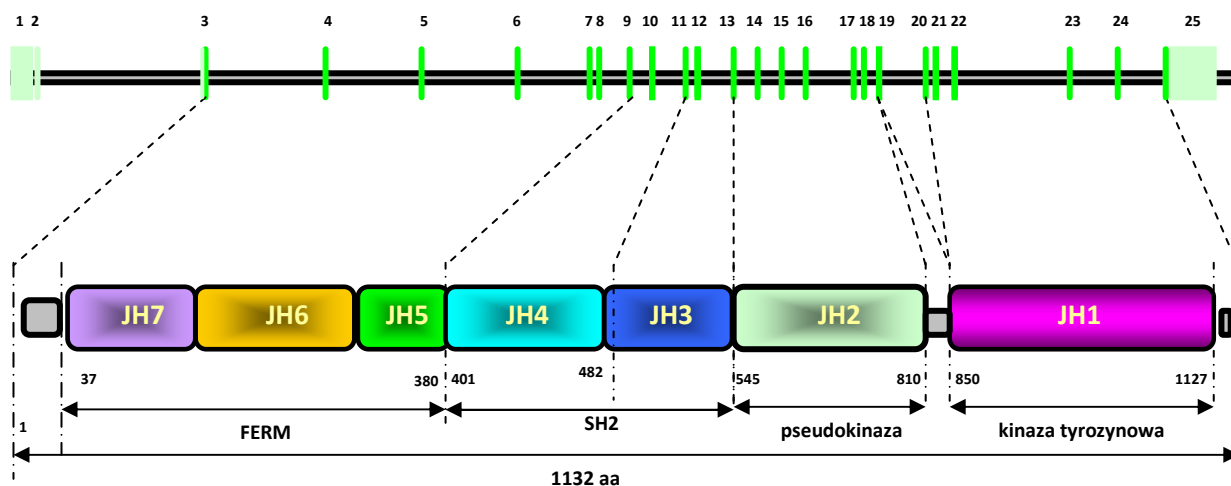 1 2 3 4 5 6 7 8 9 10 11 12 13 14 15 16 17 18 19 20 21 22 23 24 25
JH7 JH6 JH5 JH4 JH3 JH2 JH1
37 380 401 482 545 810 850 1127
1 FERM SH2 pseudokinaza kinaza tyrozynowa
1132 aa